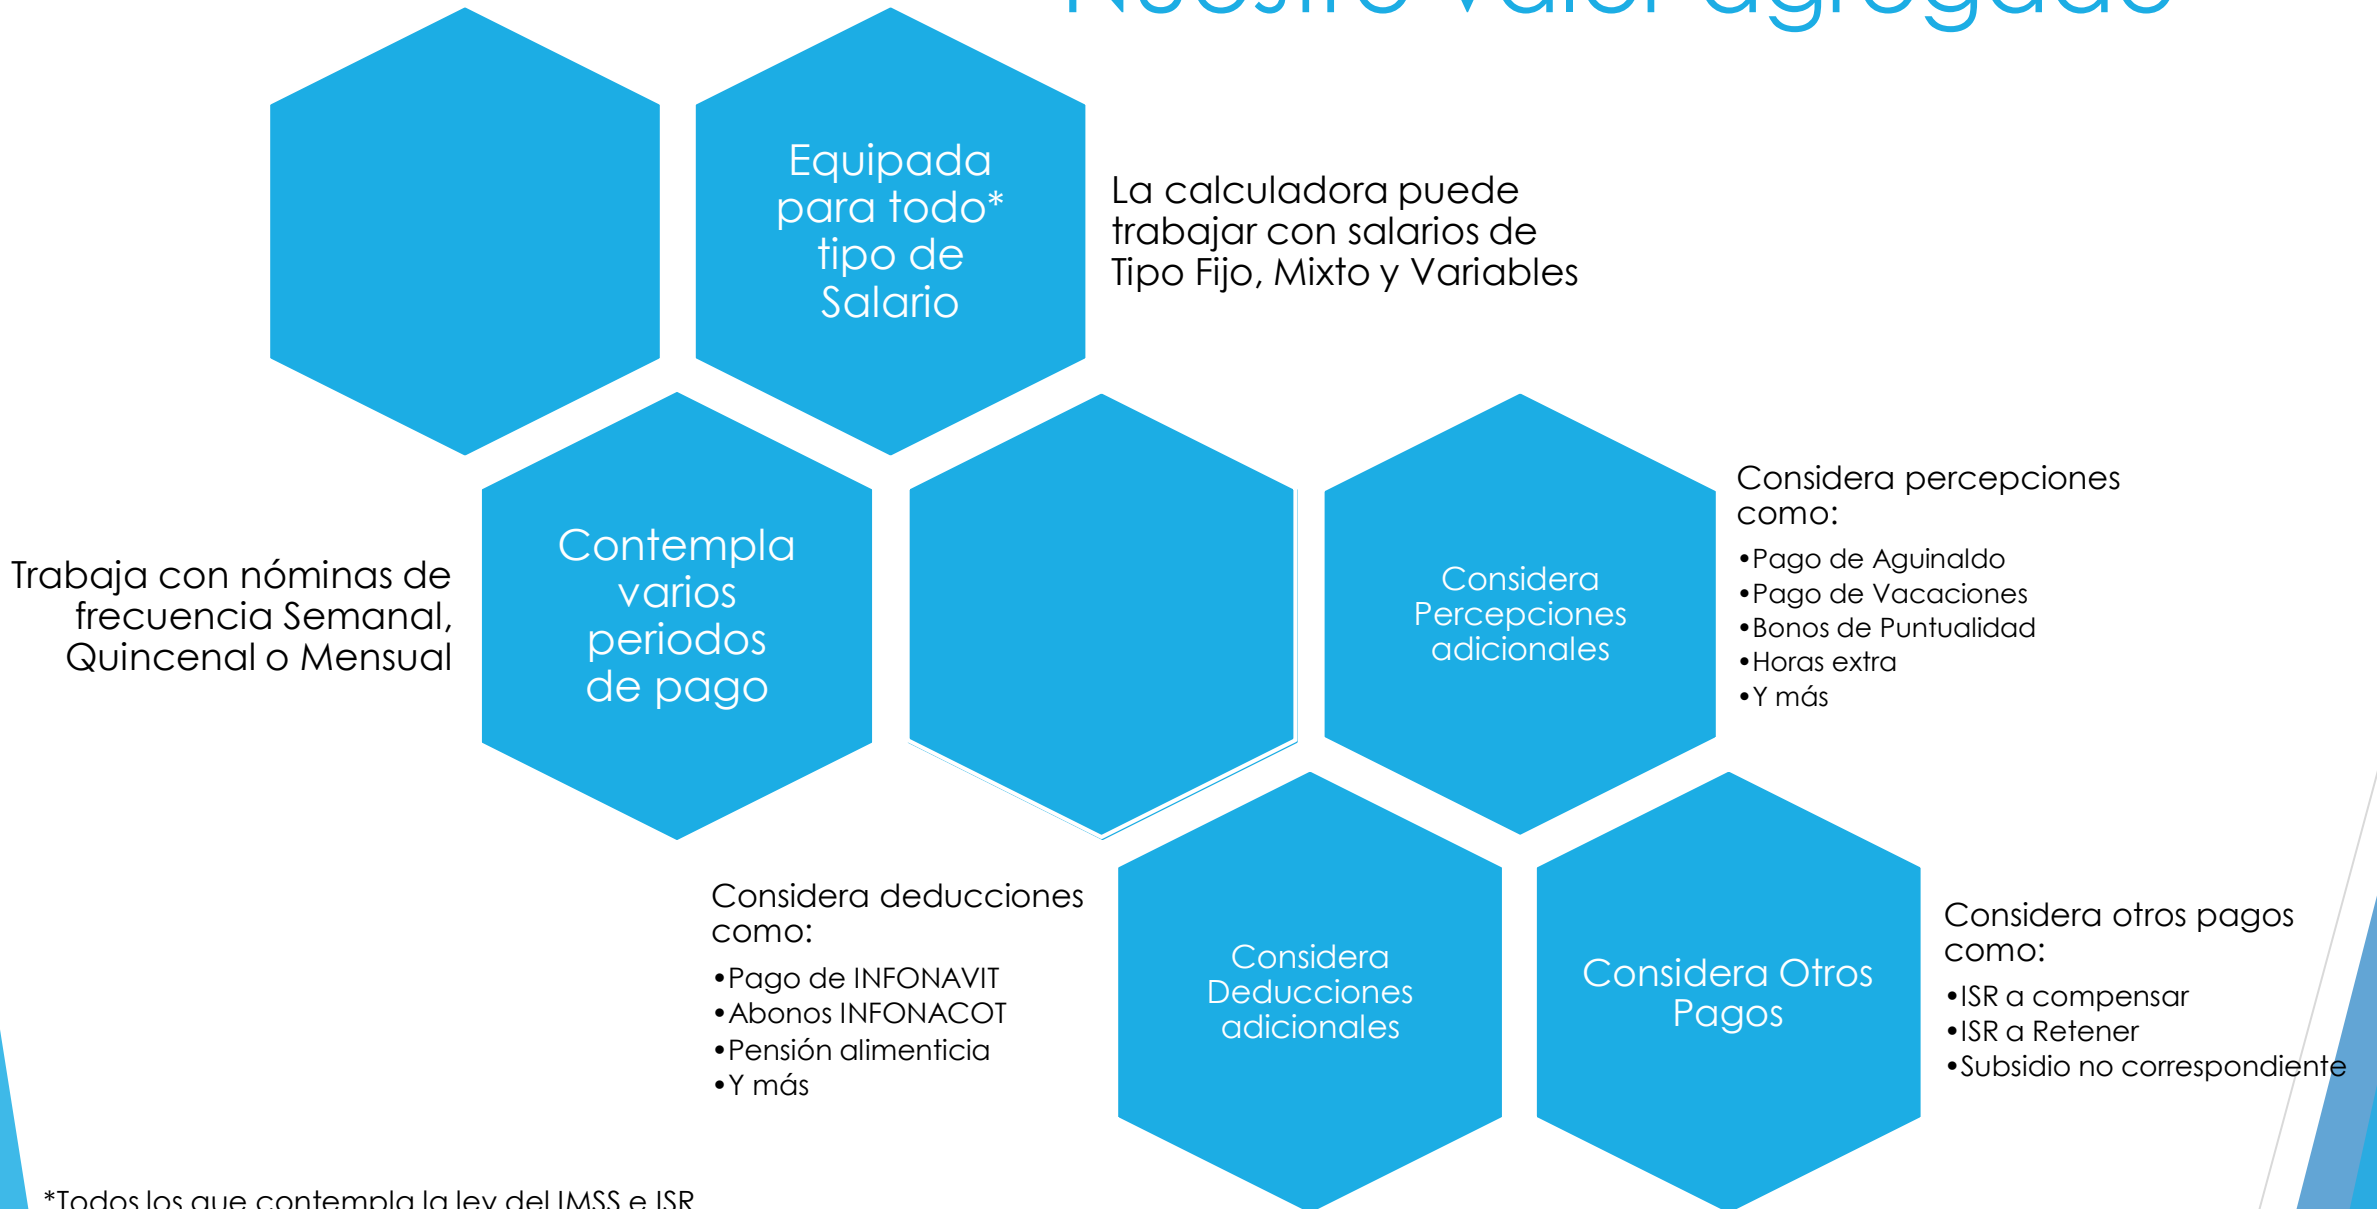 Nuestro valor agregado
Equipada
para todo*
tipo de
Salario
La calculadora puede
trabajar con salarios de
Tipo Fijo, Mixto y Variables
Trabaja con nóminas de
frecuencia Semanal,
Quincenal o Mensual
Contempla
varios
periodos
de pago
Considera
Percepciones
adicionales
Considera percepciones
como:
•Pago de Aguinaldo
•Pago de Vacaciones
•Bonos de Puntualidad
•Horas extra
•Y más
Considera deducciones
como:
•Pago de INFONAVIT
•Abonos INFONACOT
•Pensión alimenticia
•Y más
Considera
Deducciones
adicionales
Considera Otros
Pagos
Considera otros pagos
como:
•ISR a compensar
•ISR a Retener
•Subsidio no correspondiente
*Todos los que contempla la ley del IMSS e ISR